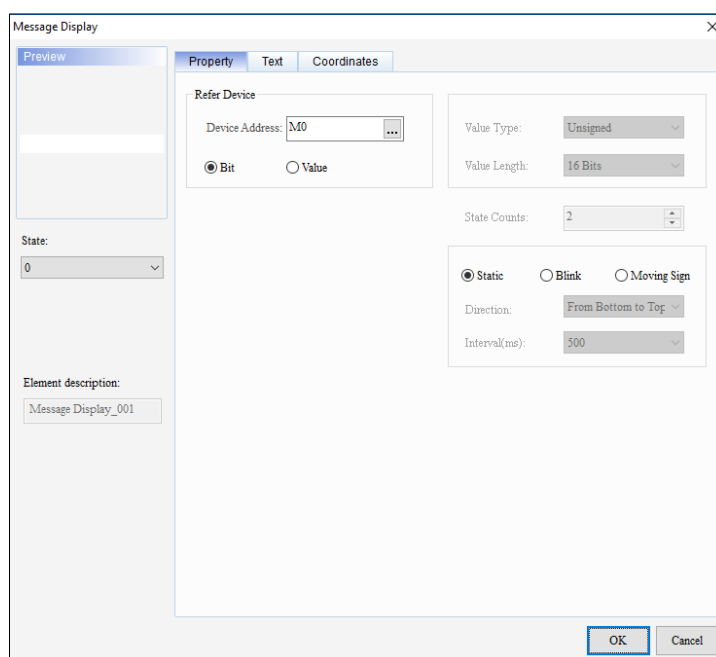 Message Display
Preview
Property Text Coordinates
Refer Device
Device Address: M0 ...
Bit Value
Value Type: Unsigned
Value Length: 16 Bits
State Counts: 2
State:
0
Static Blink Moving Sign
Direction: From Bottom to Top
Interval(ms): 500
Element description:
Message Display_001
OK Cancel